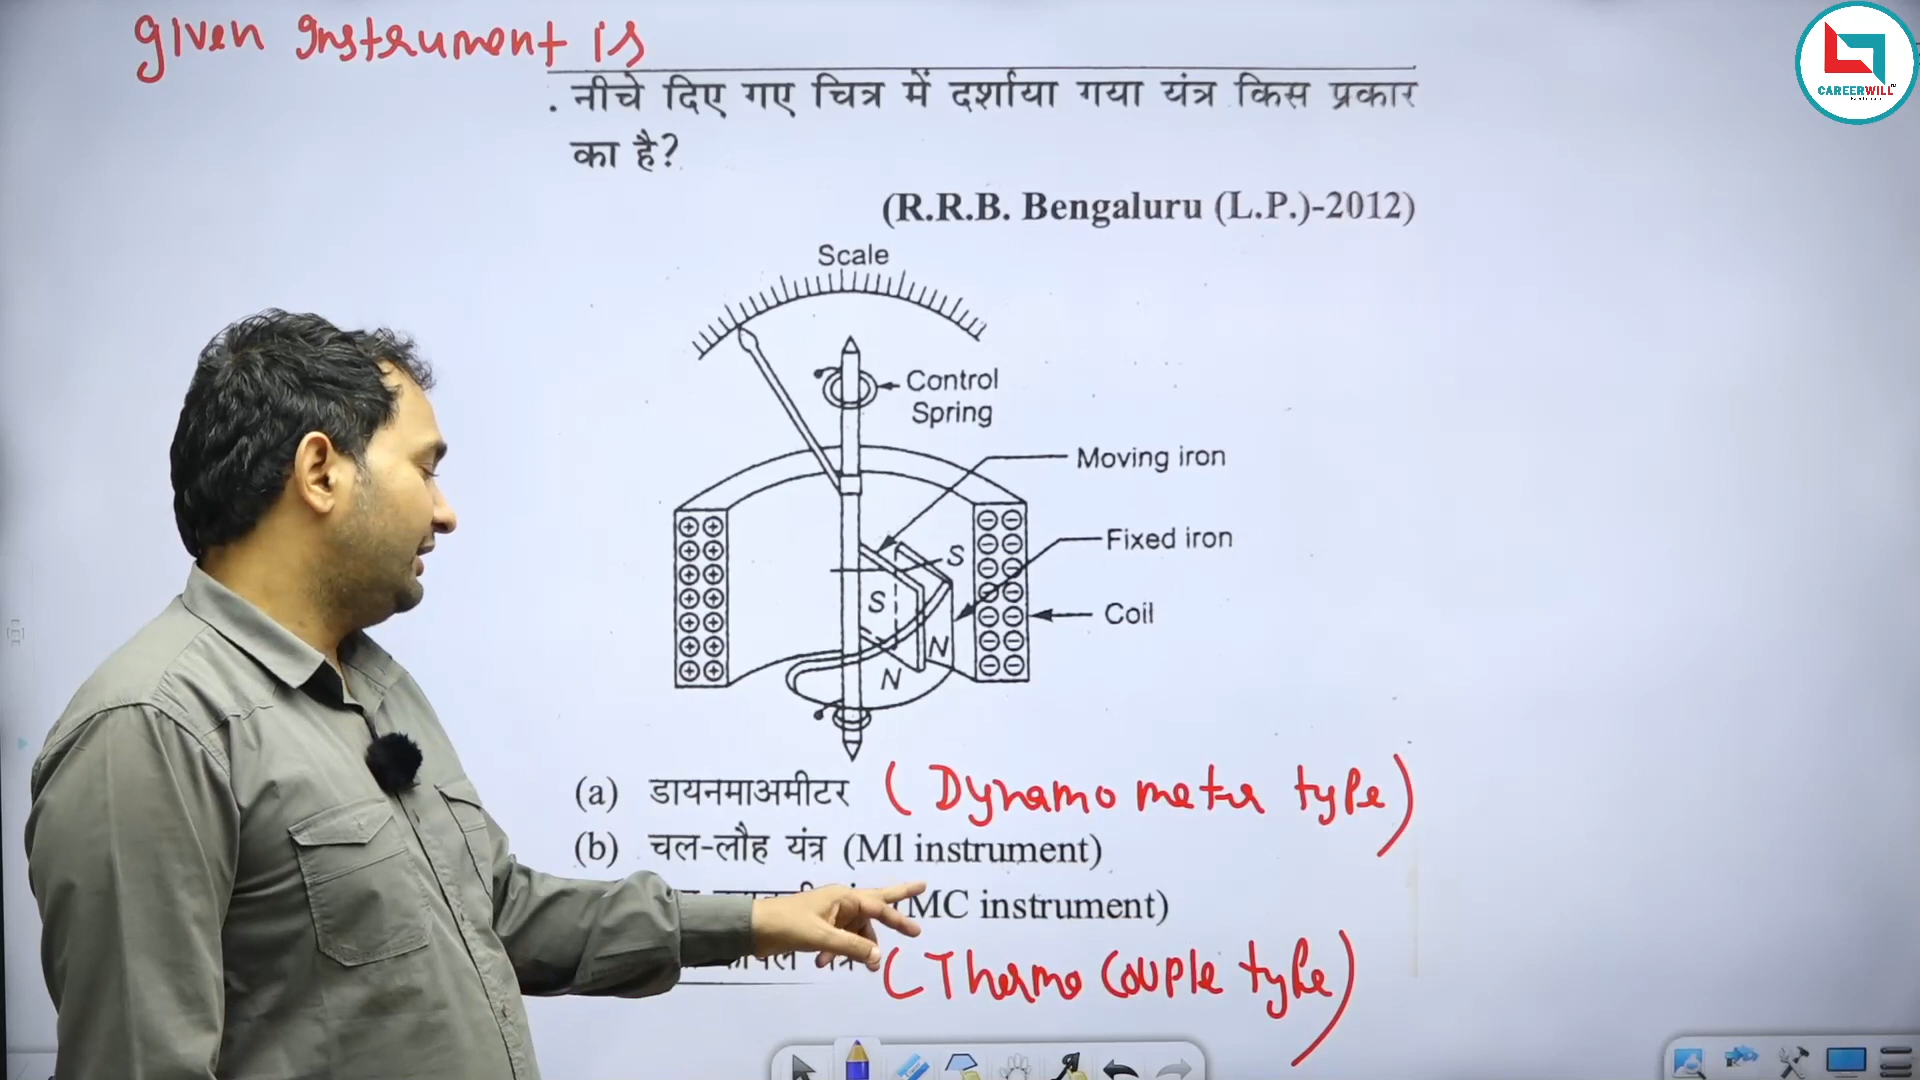 given instrument is
. नीचे दिए गए चित्र में दर्शाया गया यंत्र किस प्रकार
का है?
(R.R.B. Bengaluru (L.P.)-2012)
Scale
Control
Spring
Moving iron
Fixed iron
S
S
Coil
N
N
(a) डायनमाअमीटर (Dynamo meter type)
(b) चल-लौह यंत्र (Ml instrument)
(MC instrument)
यंत्र (Thermo Couple type)
CAREERWILL